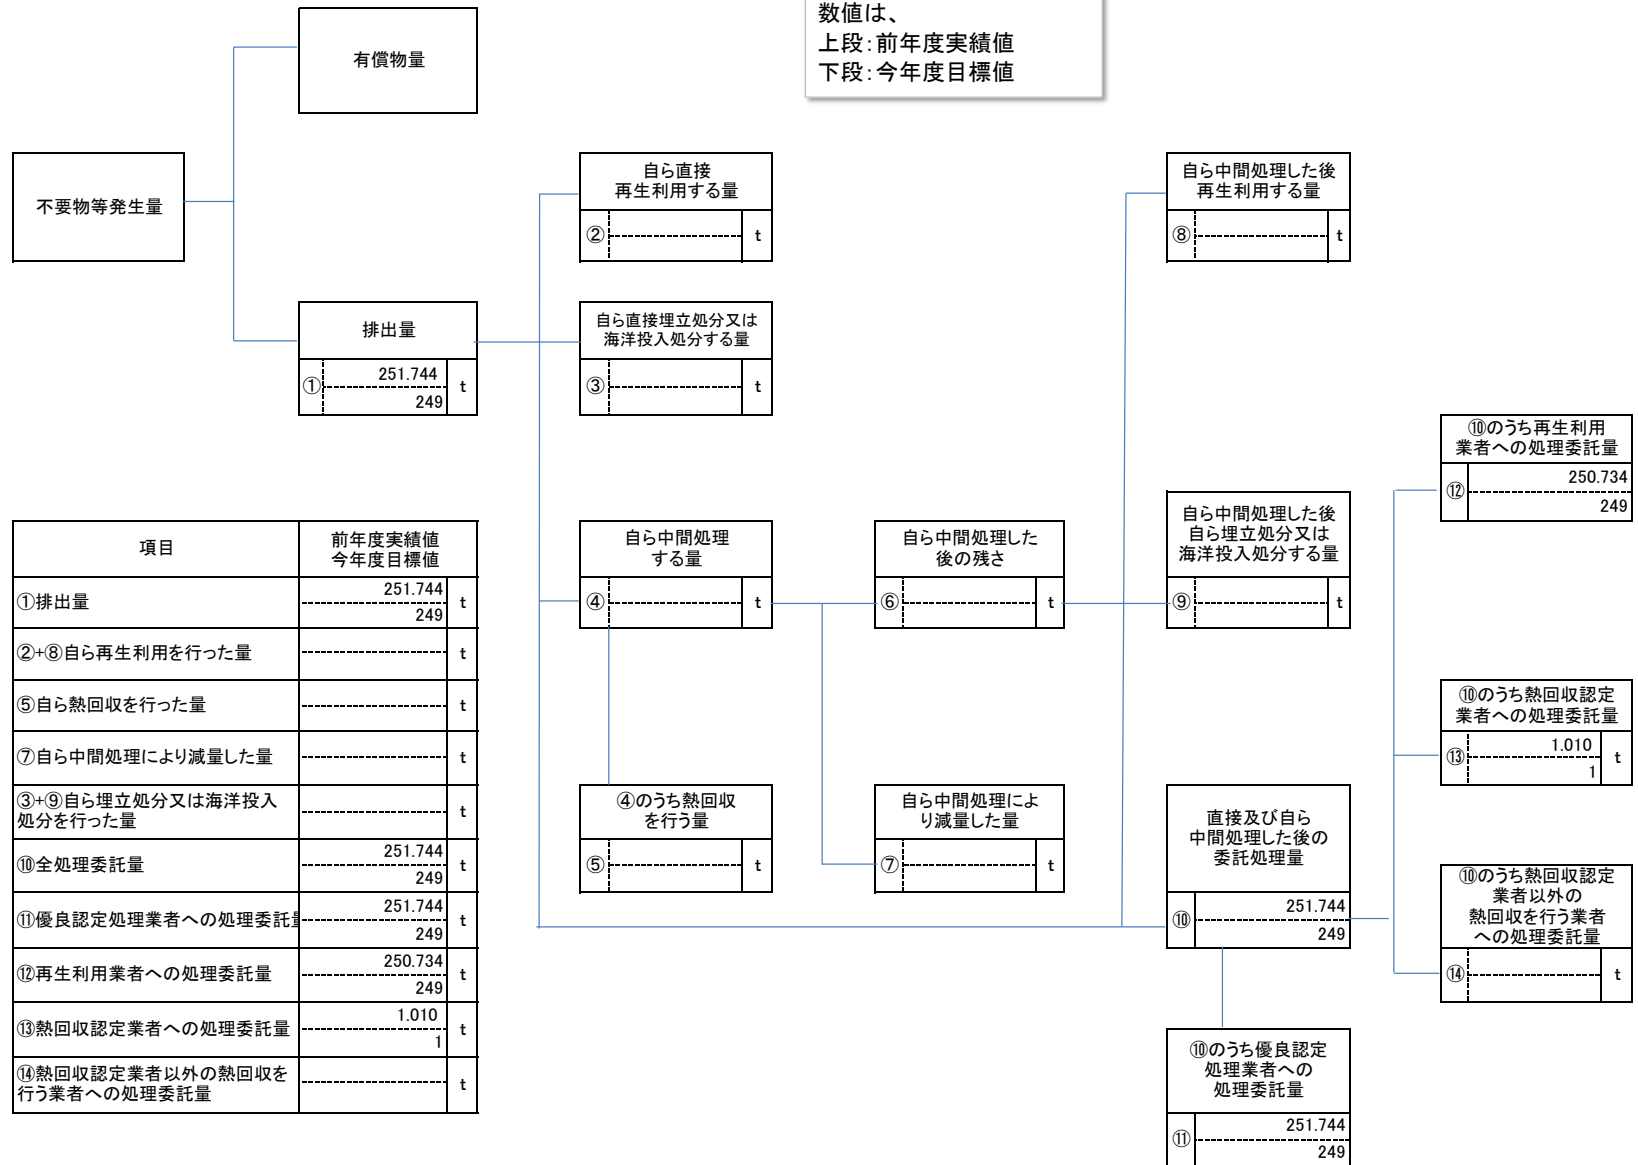 数値は、
上段：前年度実績値
下段：今年度目標値
有償物量
不要物等発生量
自ら直接
再生利用する量
② t
自ら中間処理した後
再生利用する量
⑧ t
排出量
① 251.744 t
249
自ら直接埋立処分又は
海洋投入処分する量
③ t
⑩のうち再生利用
業者への処理委託量
⑫ 250.734
249
自ら中間処理
する量
④ t
自ら中間処理した
後の残さ
⑥ t
自ら中間処理した後
自ら埋立処分又は
海洋投入処分する量
⑨ t
⑩のうち熱回収認定
業者への処理委託量
⑬ 1.010 t
1
④のうち熱回収
を行う量
⑤ t
自ら中間処理によ
り減量した量
⑦ t
直接及び自ら
中間処理した後の
委託処理量
⑩ 251.744
249
⑩のうち熱回収認定
業者以外の
熱回収を行う業者
への処理委託量
⑭ t
⑩のうち優良認定
処理業者への
処理委託量
⑪ 251.744
249
項目 前年度実績値
今年度目標値
①排出量 251.744 t
249
②+⑧自ら再生利用を行った量 t
⑤自ら熱回収を行った量 t
⑦自ら中間処理により減量した量 t
③+⑨自ら埋立処分又は海洋投入
処分を行った量 t
⑩全処理委託量 251.744 t
249
⑪優良認定処理業者への処理委託 251.744 t
249
⑫再生利用業者への処理委託量 250.734 t
249
⑬熱回収認定業者への処理委託量 1.010 t
1
⑭熱回収認定業者以外の熱回収を
行う業者への処理委託量 t